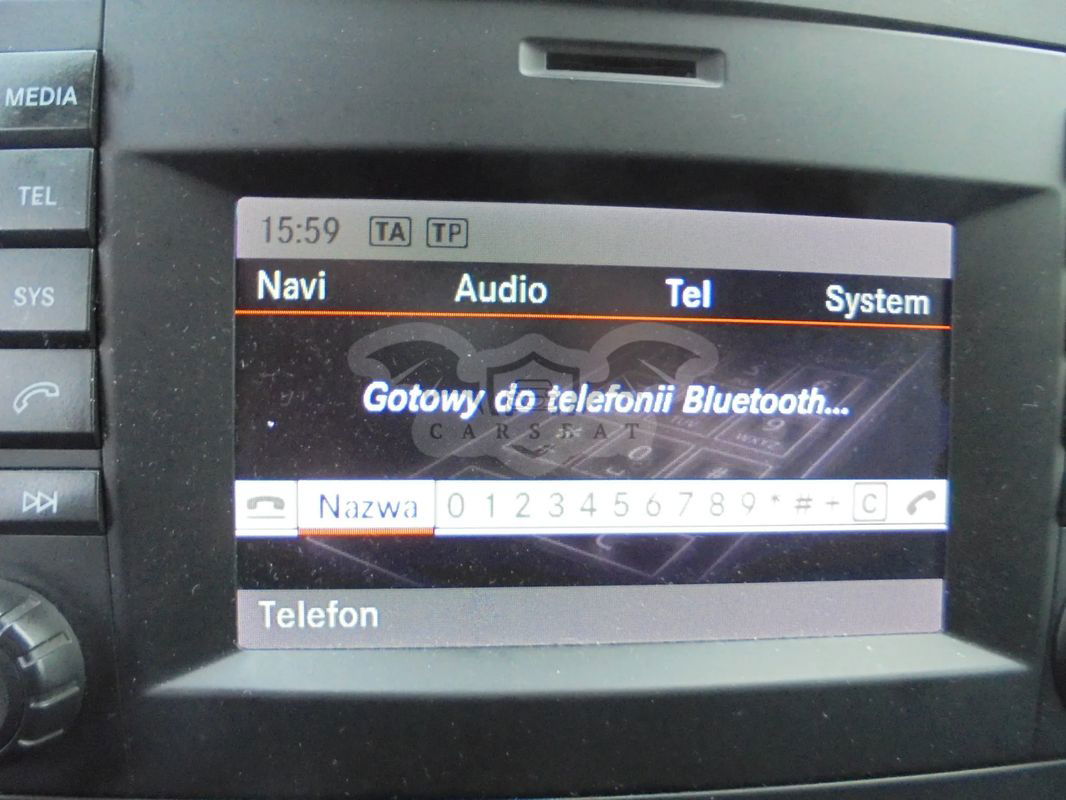 MEDIA
TEL
SYS
15:59 TA TP
Navi Audio Tel System
Gotowy do telefonii Bluetooth...
CARSEAT
Nazwa 0 1 2 3 4 5 6 7 8 9 * # + C
Telefon